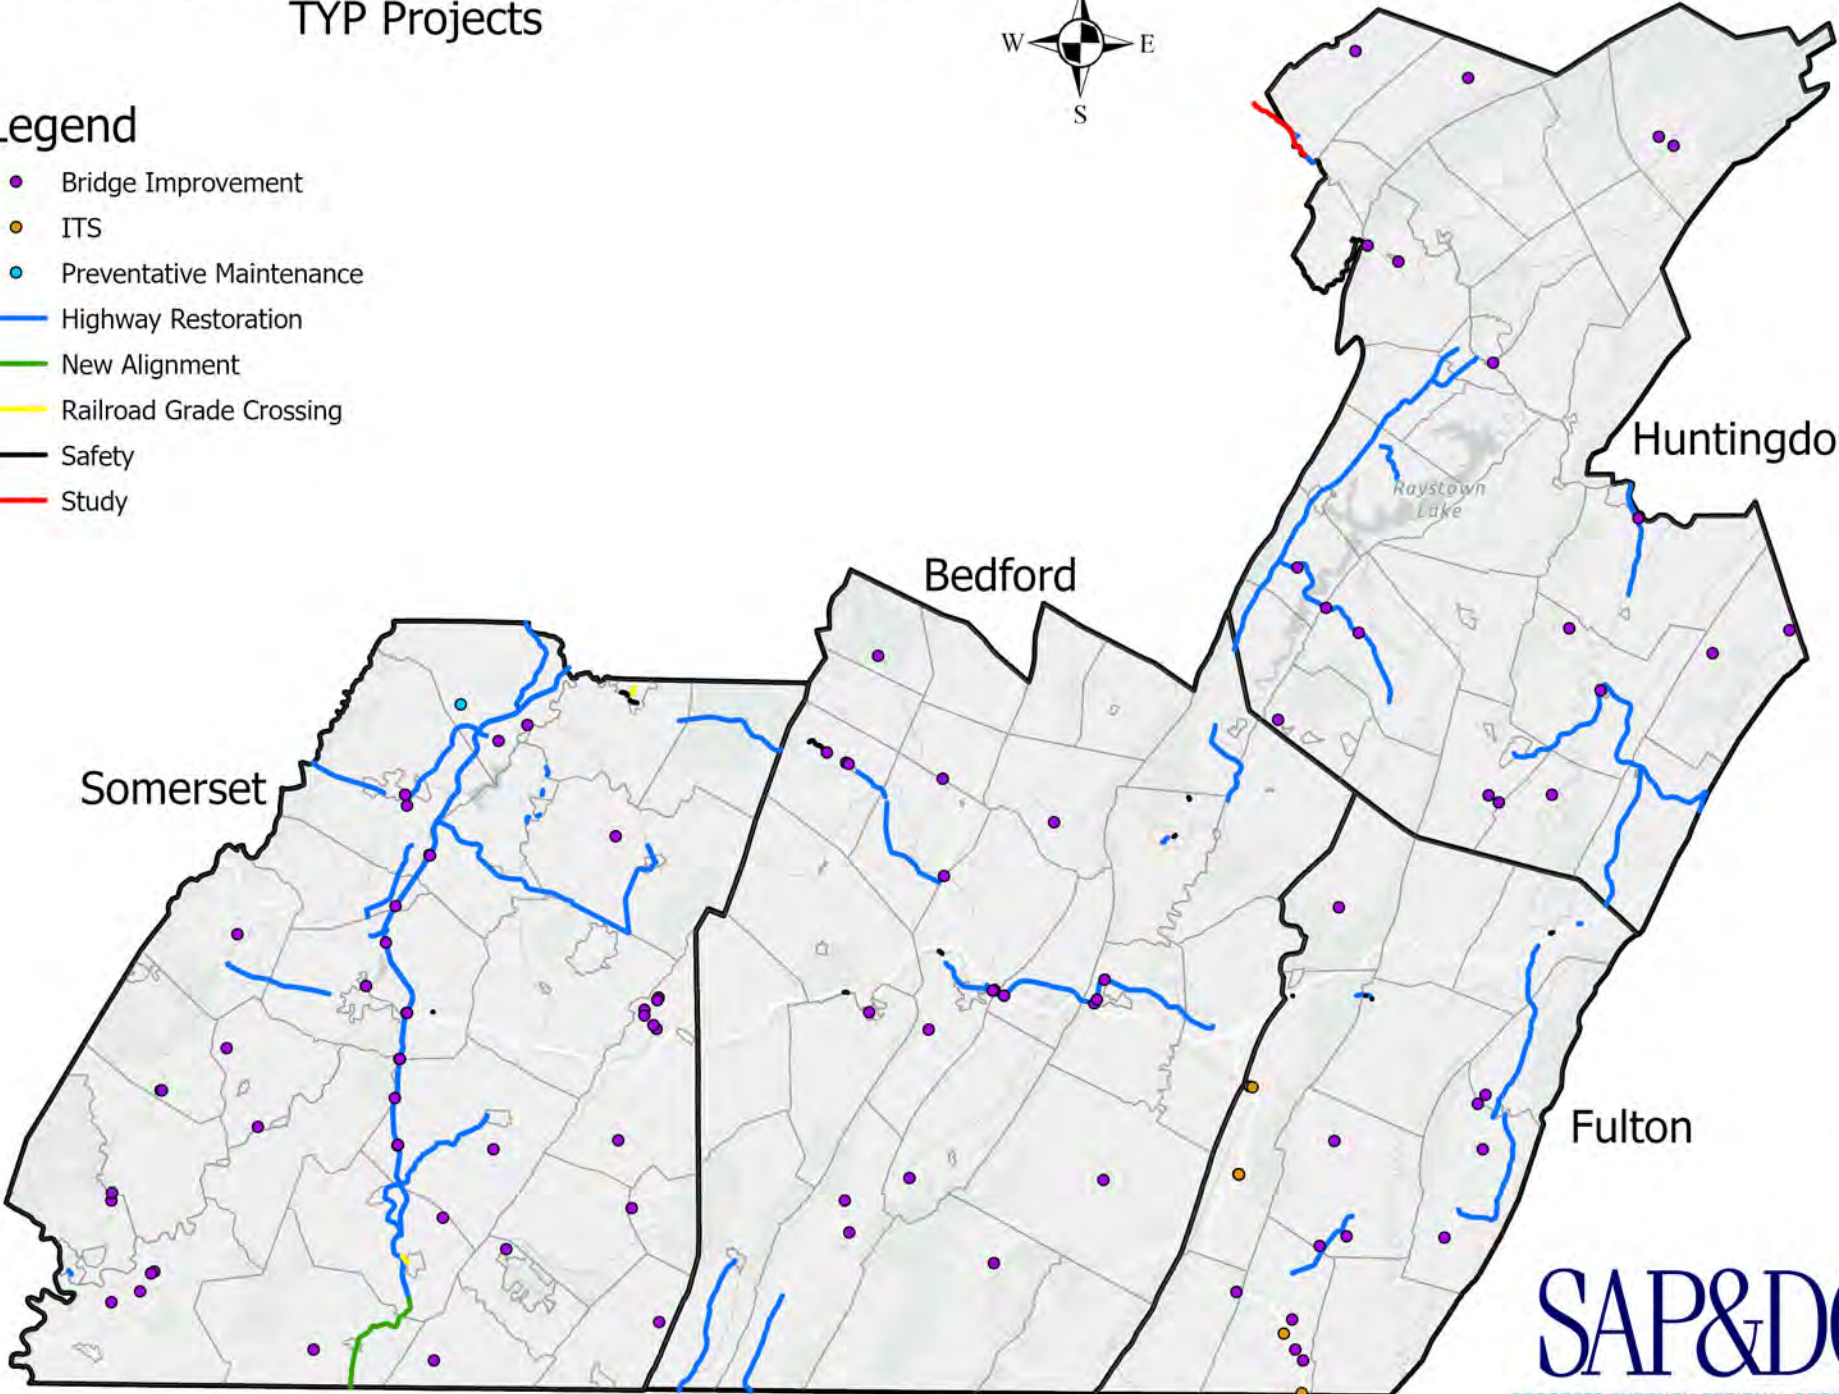 TYP Projects
W E
S
Legend
Bridge Improvement
ITS
Preventative Maintenance
Highway Restoration
New Alignment
Railroad Grade Crossing
Safety
Study
Huntingdo
Raystown
Lake
Bedford
Somerset
Fulton
SAP&D